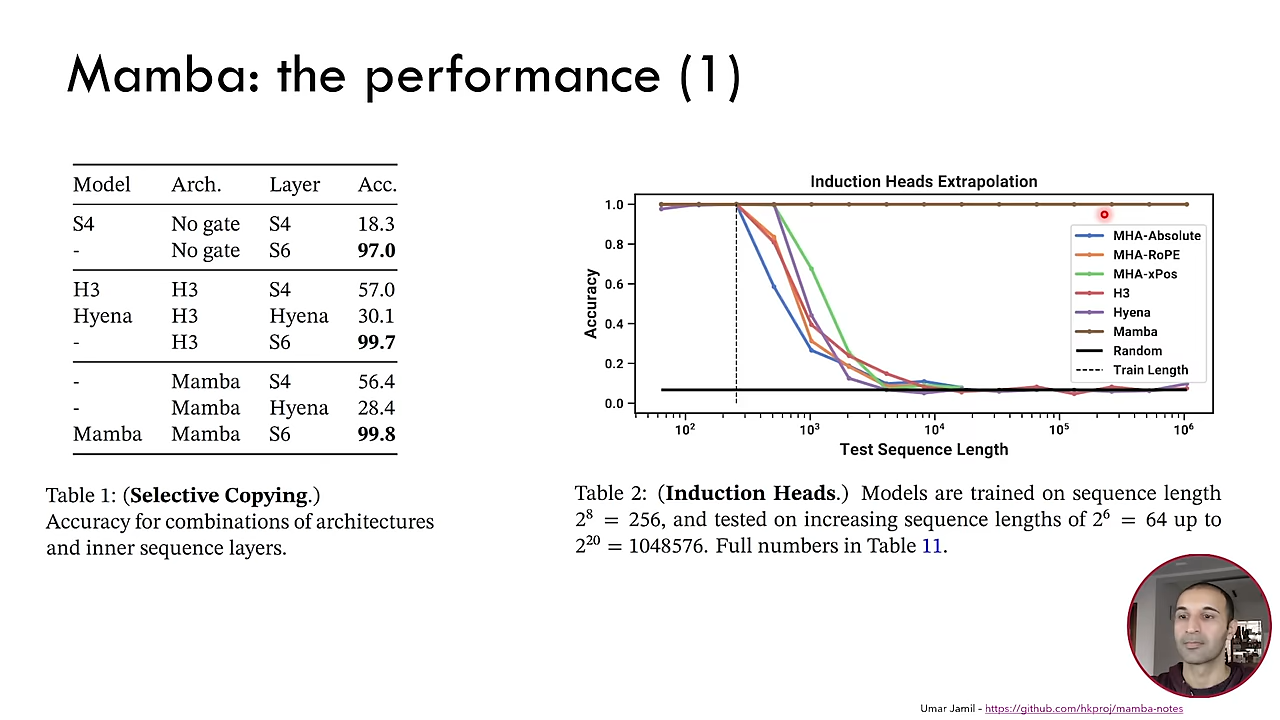 Mamba: the performance (1)
Model Arch. Layer Acc.
S4 No gate S4 18.3
- No gate S6 97.0
H3 H3 S4 57.0
Hyena H3 Hyena 30.1
- H3 S6 99.7
- Mamba S4 56.4
- Mamba Hyena 28.4
Mamba Mamba S6 99.8
Table 1: (Selective Copying.)
Accuracy for combinations of architectures
and inner sequence layers.
Induction Heads Extrapolation
Accuracy
1.0
0.8
0.6
0.4
0.2
0.0
MHA-Absolute
MHA-RoPE
MHA-xPos
H3
Hyena
Mamba
Random
Train Length
10² 10³ 10⁴ 10⁵ 10⁶
Test Sequence Length
Table 2: (Induction Heads.) Models are trained on sequence length
2⁸ = 256, and tested on increasing sequence lengths of 2⁶ = 64 up to
2²⁰ = 1048576. Full numbers in Table 11.
Umar Jamil – https://github.com/hkproj/mamba-notes